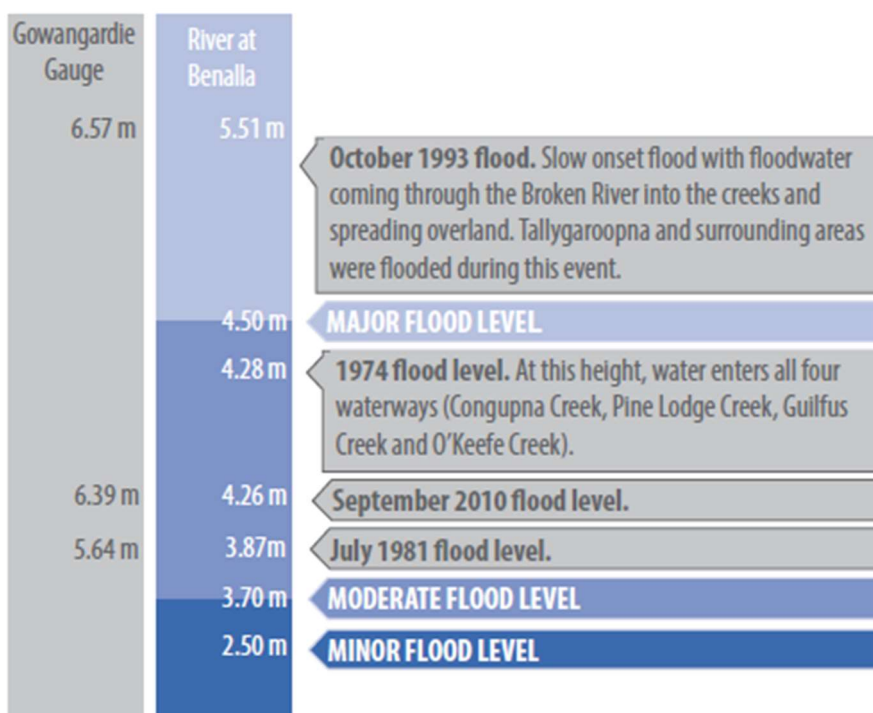 Gowangardie
Gauge
River at
Benalla
6.57 m
5.51 m
October 1993 flood. Slow onset flood with floodwater
coming through the Broken River into the creeks and
spreading overland. Tallygaroopna and surrounding areas
were flooded during this event.
4.50 m
MAJOR FLOOD LEVEL
4.28 m
1974 flood level. At this height, water enters all four
waterways (Congupna Creek, Pine Lodge Creek, Guilfus
Creek and O'Keefe Creek).
6.39 m
4.26 m
September 2010 flood level.
5.64 m
3.87m
July 1981 flood level.
3.70 m
MODERATE FLOOD LEVEL
2.50 m
MINOR FLOOD LEVEL